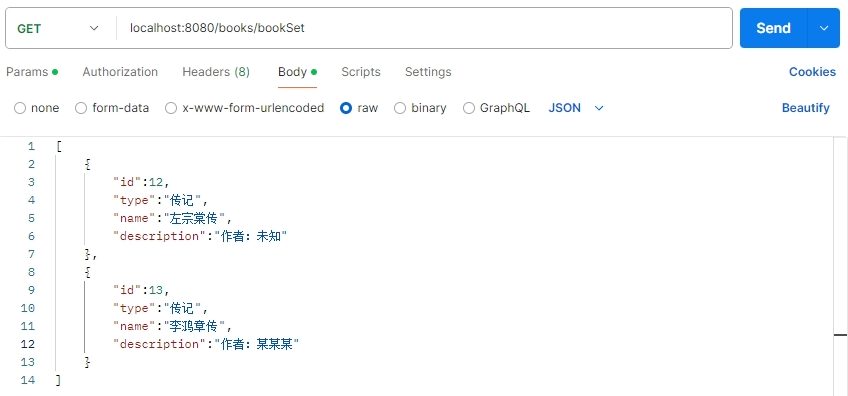 GET localhost:8080/books/bookSet Send
Params Authorization Headers (8) Body Scripts Settings Cookies
none form-data x-www-form-urlencoded raw binary GraphQL JSON Beautify
1 [
2 {
3 "id":12,
4 "type":"传记",
5 "name":"左宗棠传",
6 "description":"作者：未知"
7 },
8 {
9 "id":13,
10 "type":"传记",
11 "name":"李鸿章传",
12 "description":"作者：某某某"
13 }
14 ]